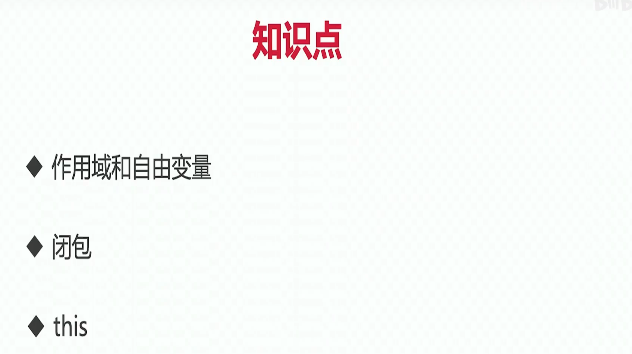 知识点
◆ 作用域和自由变量
◆ 闭包
◆ this